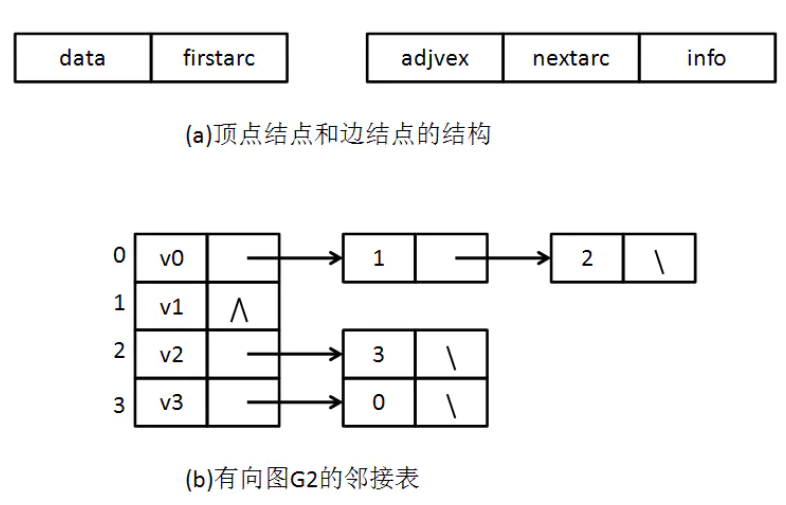 data firstarc adjvex nextarc info
(a)顶点结点和边结点的结构
0 v0 1 2 \
1 v1 ∧
2 v2 3 \
3 v3 0 \
(b)有向图G2的邻接表